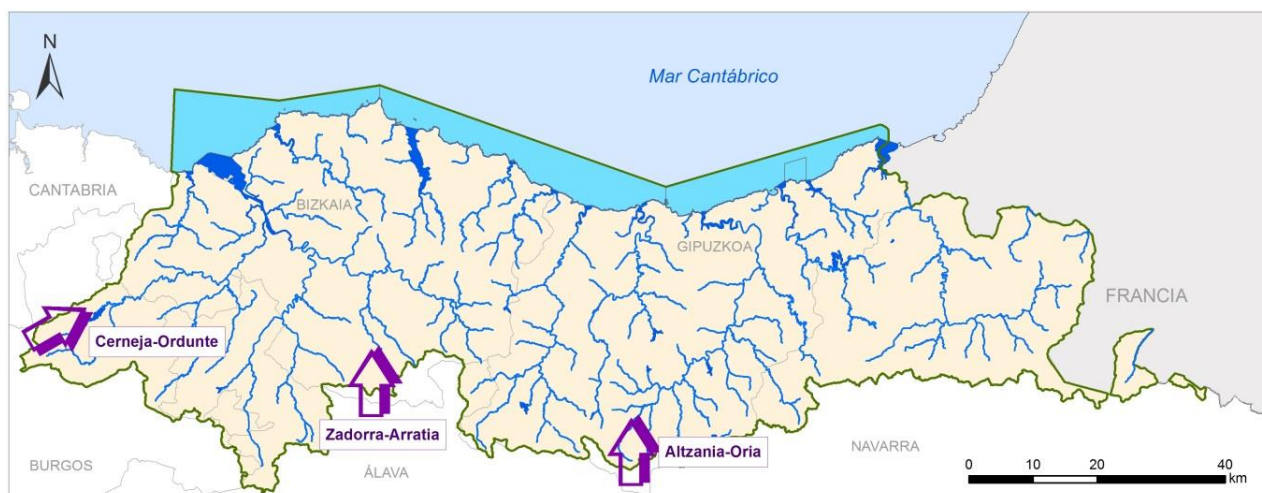 N
Mar Cantábrico
CANTABRIA
BIZKAIA
GIPUZKOA
FRANCIA
Cerneja-Ordunte
Zadorra-Arratia
Altzania-Oria
NAVARRA
BURGOS
ÁLAVA
0 10 20 40
km